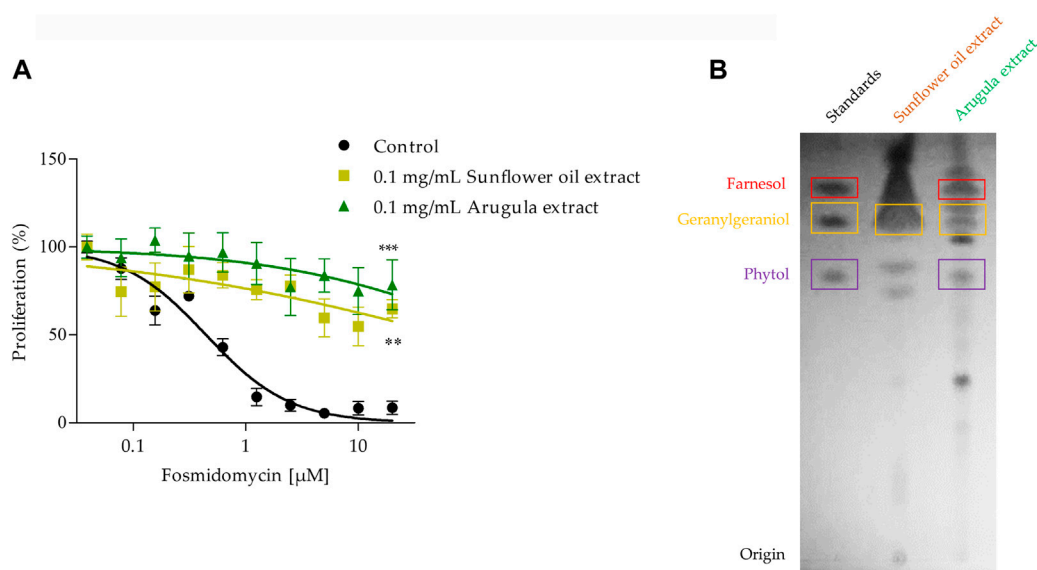 A
Control
0.1 mg/mL Sunflower oil extract
0.1 mg/mL Arugula extract
150
100
50
0
Proliferation (%)
***
**
0.1
1
10
Fosmidomycin [µM]
B
Standards
Sunflower oil extract
Arugula extract
Farnesol
Geranylgeraniol
Phytol
Origin